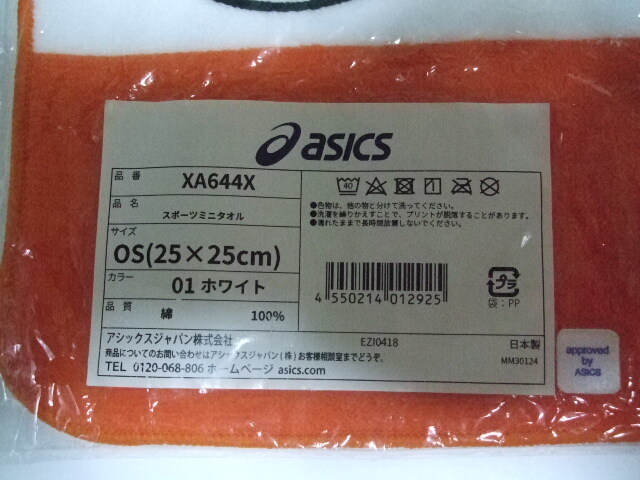 asics
品 番 XA644X
品 名 スポーツミニタオル
サイズ
OS(25×25cm)
カラー 01 ホワイト
品 質 綿 100%
40
●色物は、他の物と分けて洗ってください。
●洗濯を繰りかえすことで、プリントが脱落することがあります。
●濡れたままで長時間放置しないでください。
4 550214 012925
プラ
袋：PP
アシックスジャパン株式会社 EZI0418 日本製
商品についてのお問い合わせはアシックスジャパン(株)お客様相談室までどうぞ。
TEL 0120-068-806 ホームページ asics.com MM30124
approved
by
ASICS